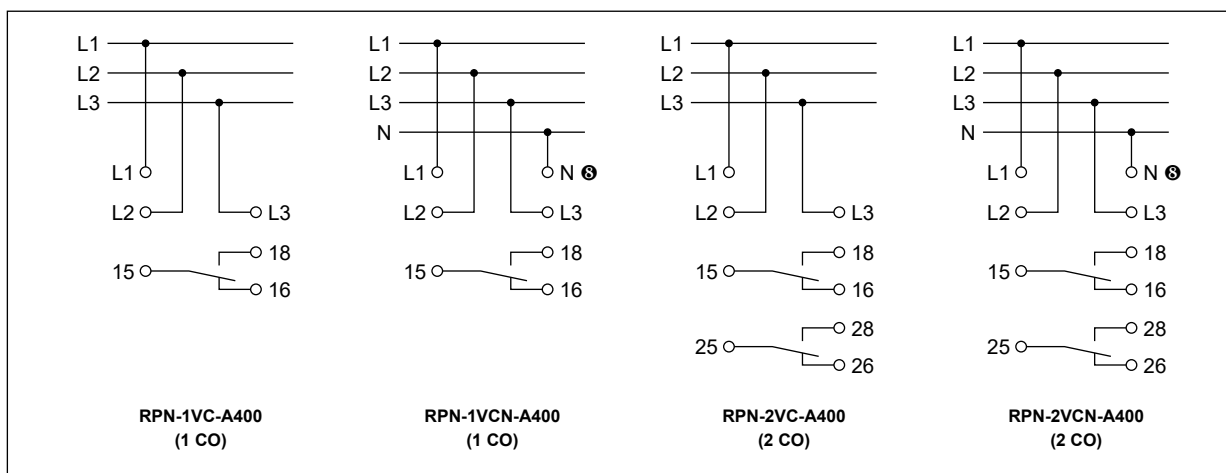 L1
L2
L3
L1
L2 L3
18
15
16
RPN-1VC-A400
(1 CO)
L1
L2
L3
N
L1 N ❽
L2 L3
18
15
16
RPN-1VCN-A400
(1 CO)
L1
L2
L3
L1
L2 L3
18
15
16
28
25
26
RPN-2VC-A400
(2 CO)
L1
L2
L3
N
L1 N ❽
L2 L3
18
15
16
28
25
26
RPN-2VCN-A400
(2 CO)